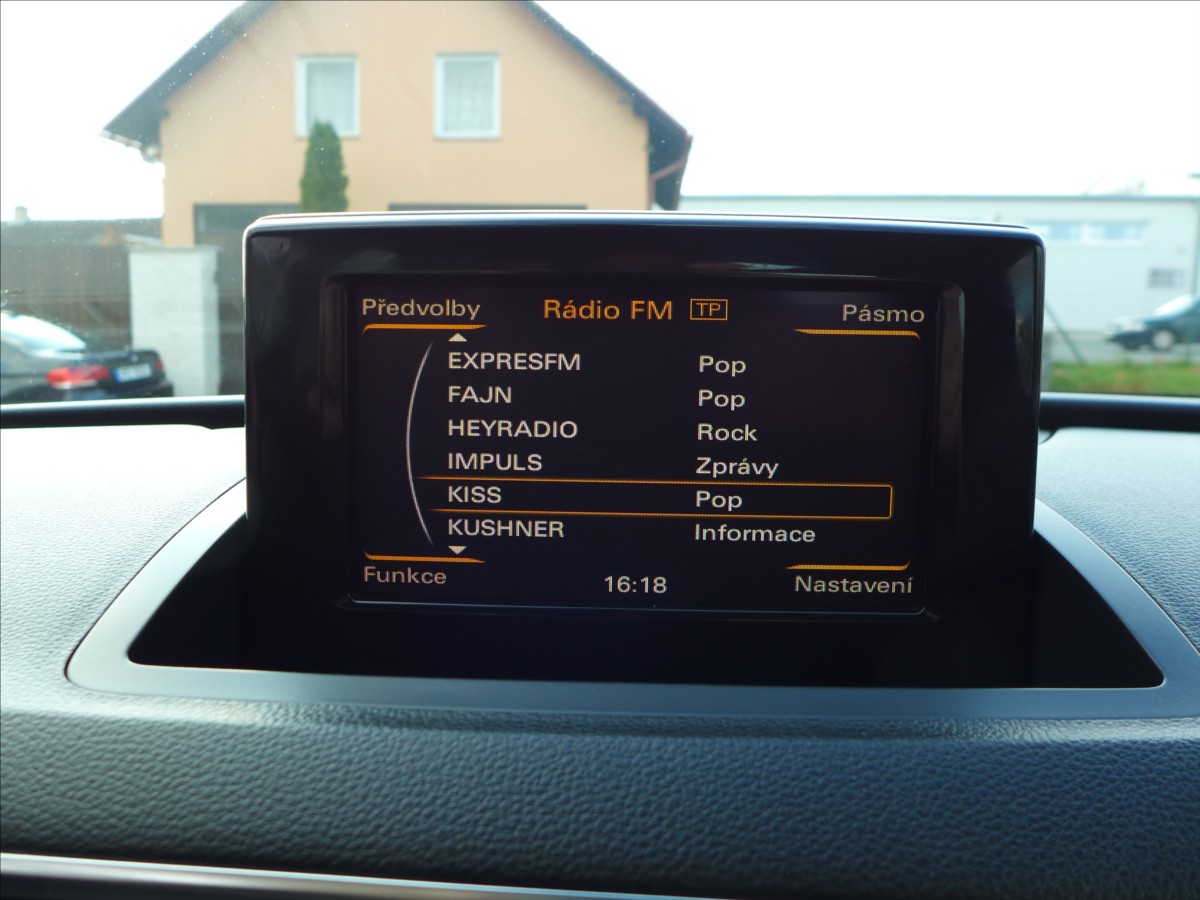 Předvolby Rádio FM TP Pásmo
EXPRESFM Pop
FAJN Pop
HEYRADIO Rock
IMPULS Zprávy
KISS Pop
KUSHNER Informace
Funkce 16:18 Nastavení